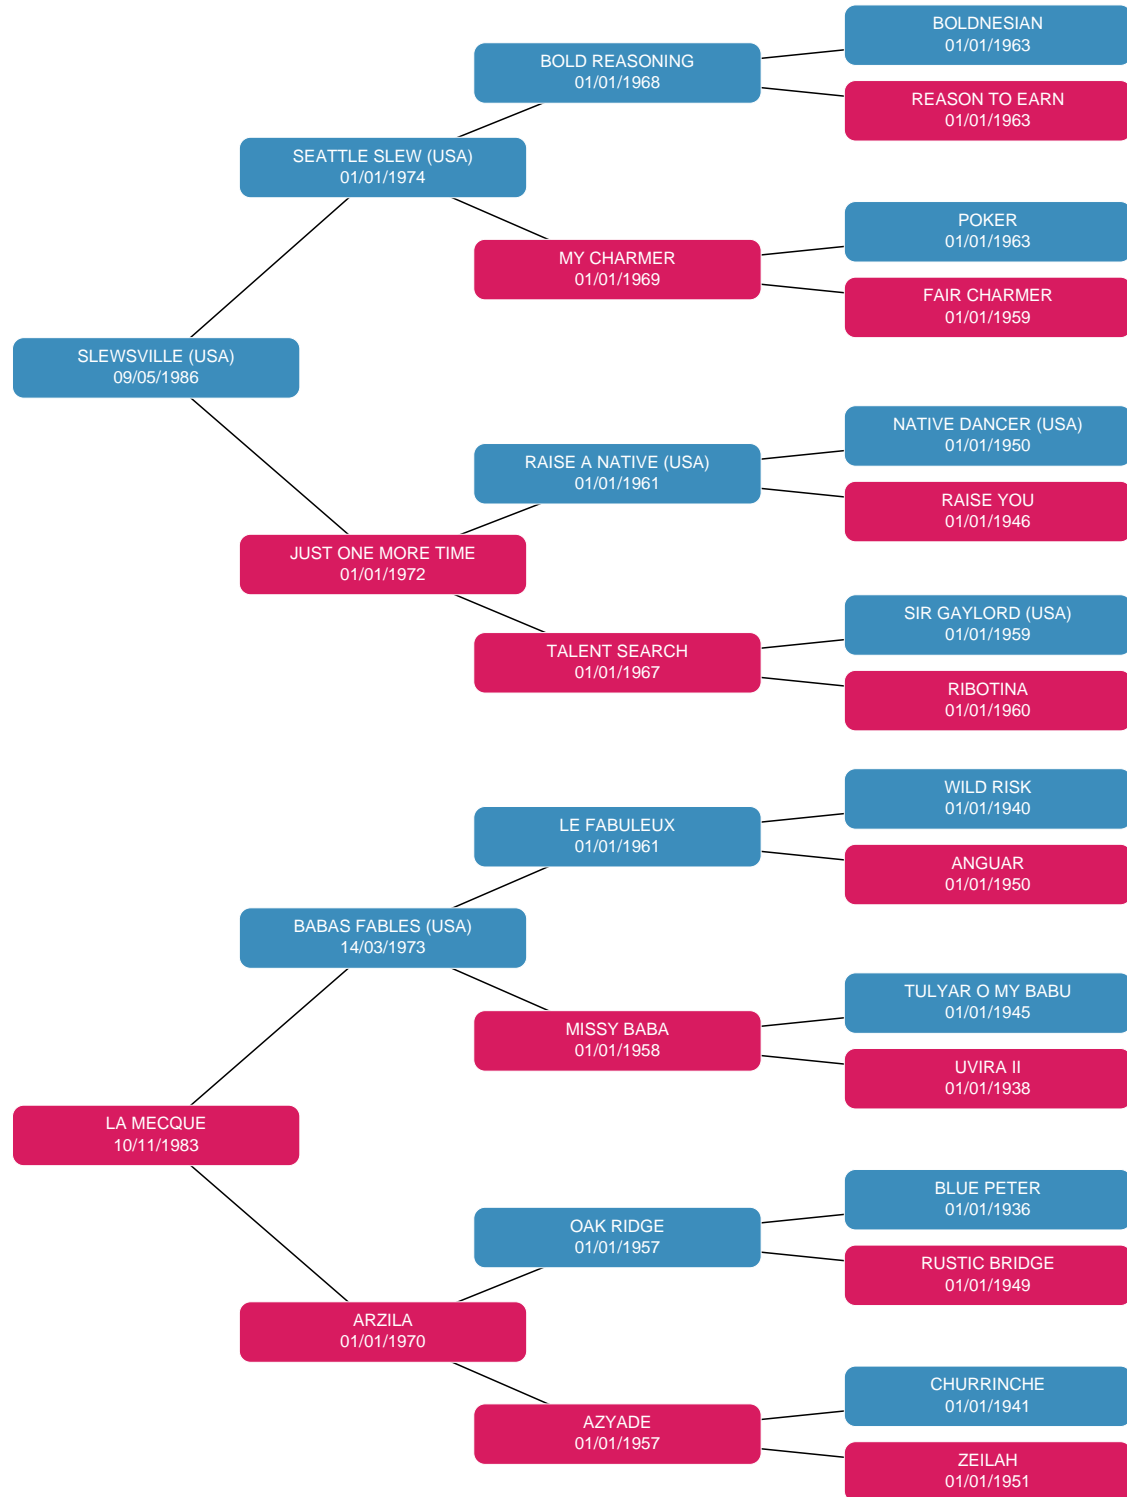 BOLDNESIAN
01/01/1963
BOLD REASONING
01/01/1968
REASON TO EARN
01/01/1963
SEATTLE SLEW (USA)
01/01/1974
POKER
01/01/1963
MY CHARMER
01/01/1969
FAIR CHARMER
01/01/1959
SLEWSVILLE (USA)
09/05/1986
NATIVE DANCER (USA)
01/01/1950
RAISE A NATIVE (USA)
01/01/1961
RAISE YOU
01/01/1946
JUST ONE MORE TIME
01/01/1972
SIR GAYLORD (USA)
01/01/1959
TALENT SEARCH
01/01/1967
RIBOTINA
01/01/1960
WILD RISK
01/01/1940
LE FABULEUX
01/01/1961
ANGUAR
01/01/1950
BABAS FABLES (USA)
14/03/1973
TULYAR O MY BABU
01/01/1945
MISSY BABA
01/01/1958
UVIRA II
01/01/1938
LA MECQUE
10/11/1983
BLUE PETER
01/01/1936
OAK RIDGE
01/01/1957
RUSTIC BRIDGE
01/01/1949
ARZILA
01/01/1970
CHURRINCHE
01/01/1941
AZYADE
01/01/1957
ZEILAH
01/01/1951